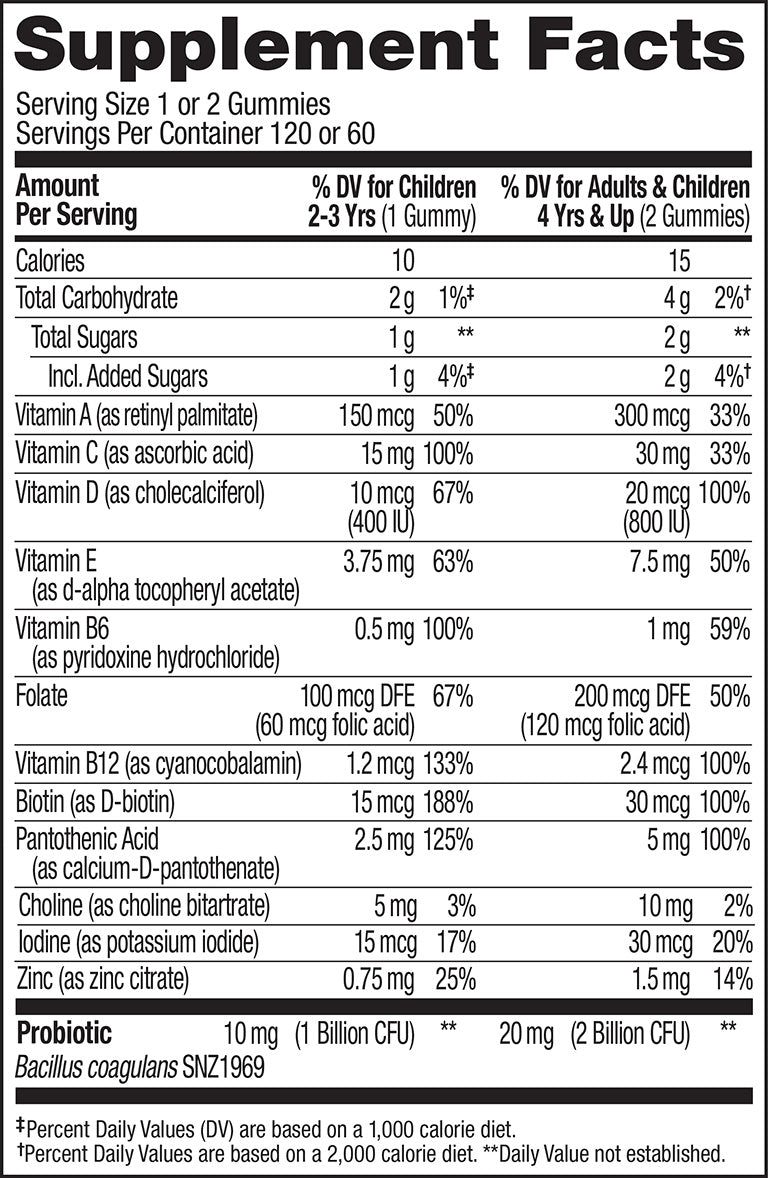 Supplement Facts
Serving Size 1 or 2 Gummies
Servings Per Container 120 or 60
Amount Per Serving % DV for Children 2-3 Yrs (1 Gummy) % DV for Adults & Children 4 Yrs & Up (2 Gummies)
Calories 10 15
Total Carbohydrate 2 g 1%‡ 4 g 2%†
Total Sugars 1 g ** 2 g **
Incl. Added Sugars 1 g 4%‡ 2 g 4%†
Vitamin A (as retinyl palmitate) 150 mcg 50% 300 mcg 33%
Vitamin C (as ascorbic acid) 15 mg 100% 30 mg 33%
Vitamin D (as cholecalciferol) 10 mcg 67% 20 mcg 100%
(400 IU) (800 IU)
Vitamin E 3.75 mg 63% 7.5 mg 50%
(as d-alpha tocopheryl acetate)
Vitamin B6 0.5 mg 100% 1 mg 59%
(as pyridoxine hydrochloride)
Folate 100 mcg DFE 67% 200 mcg DFE 50%
(60 mcg folic acid) (120 mcg folic acid)
Vitamin B12 (as cyanocobalamin) 1.2 mcg 133% 2.4 mcg 100%
Biotin (as D-biotin) 15 mcg 188% 30 mcg 100%
Pantothenic Acid 2.5 mg 125% 5 mg 100%
(as calcium-D-pantothenate)
Choline (as choline bitartrate) 5 mg 3% 10 mg 2%
Iodine (as potassium iodide) 15 mcg 17% 30 mcg 20%
Zinc (as zinc citrate) 0.75 mg 25% 1.5 mg 14%
Probiotic 10 mg (1 Billion CFU) ** 20 mg (2 Billion CFU) **
Bacillus coagulans SNZ1969
‡Percent Daily Values (DV) are based on a 1,000 calorie diet.
†Percent Daily Values are based on a 2,000 calorie diet. **Daily Value not established.